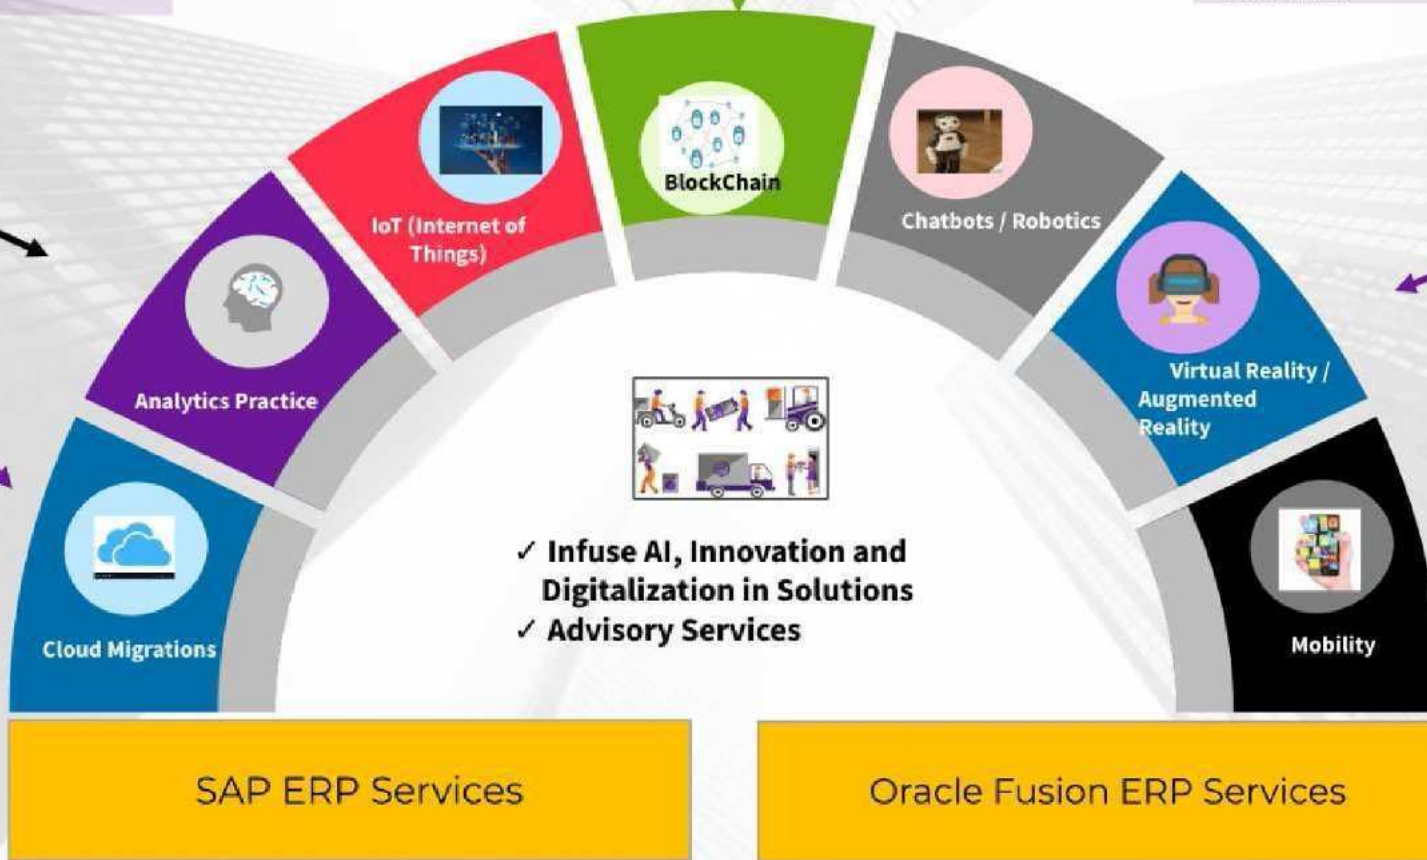 BlockChain
IoT (Internet of
Things)
Chatbots / Robotics
Analytics Practice
Virtual Reality /
Augmented
Reality
Cloud Migrations
Mobility
✓ Infuse AI, Innovation and
Digitalization in Solutions
✓ Advisory Services
SAP ERP Services
Oracle Fusion ERP Services